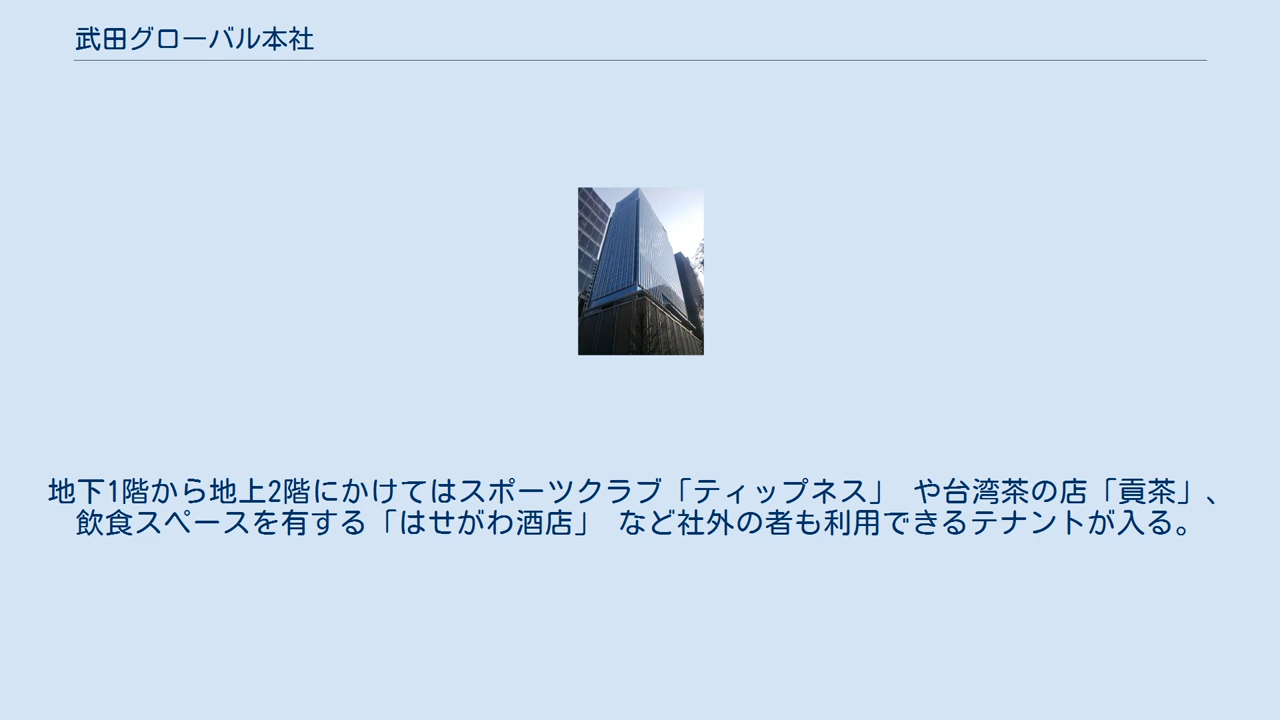 武田グローバル本社
地下1階から地上2階にかけてはスポーツクラブ「ティップネス」 や台湾茶の店「貢茶」、
飲食スペースを有する「はせがわ酒店」 など社外の者も利用できるテナントが入る。